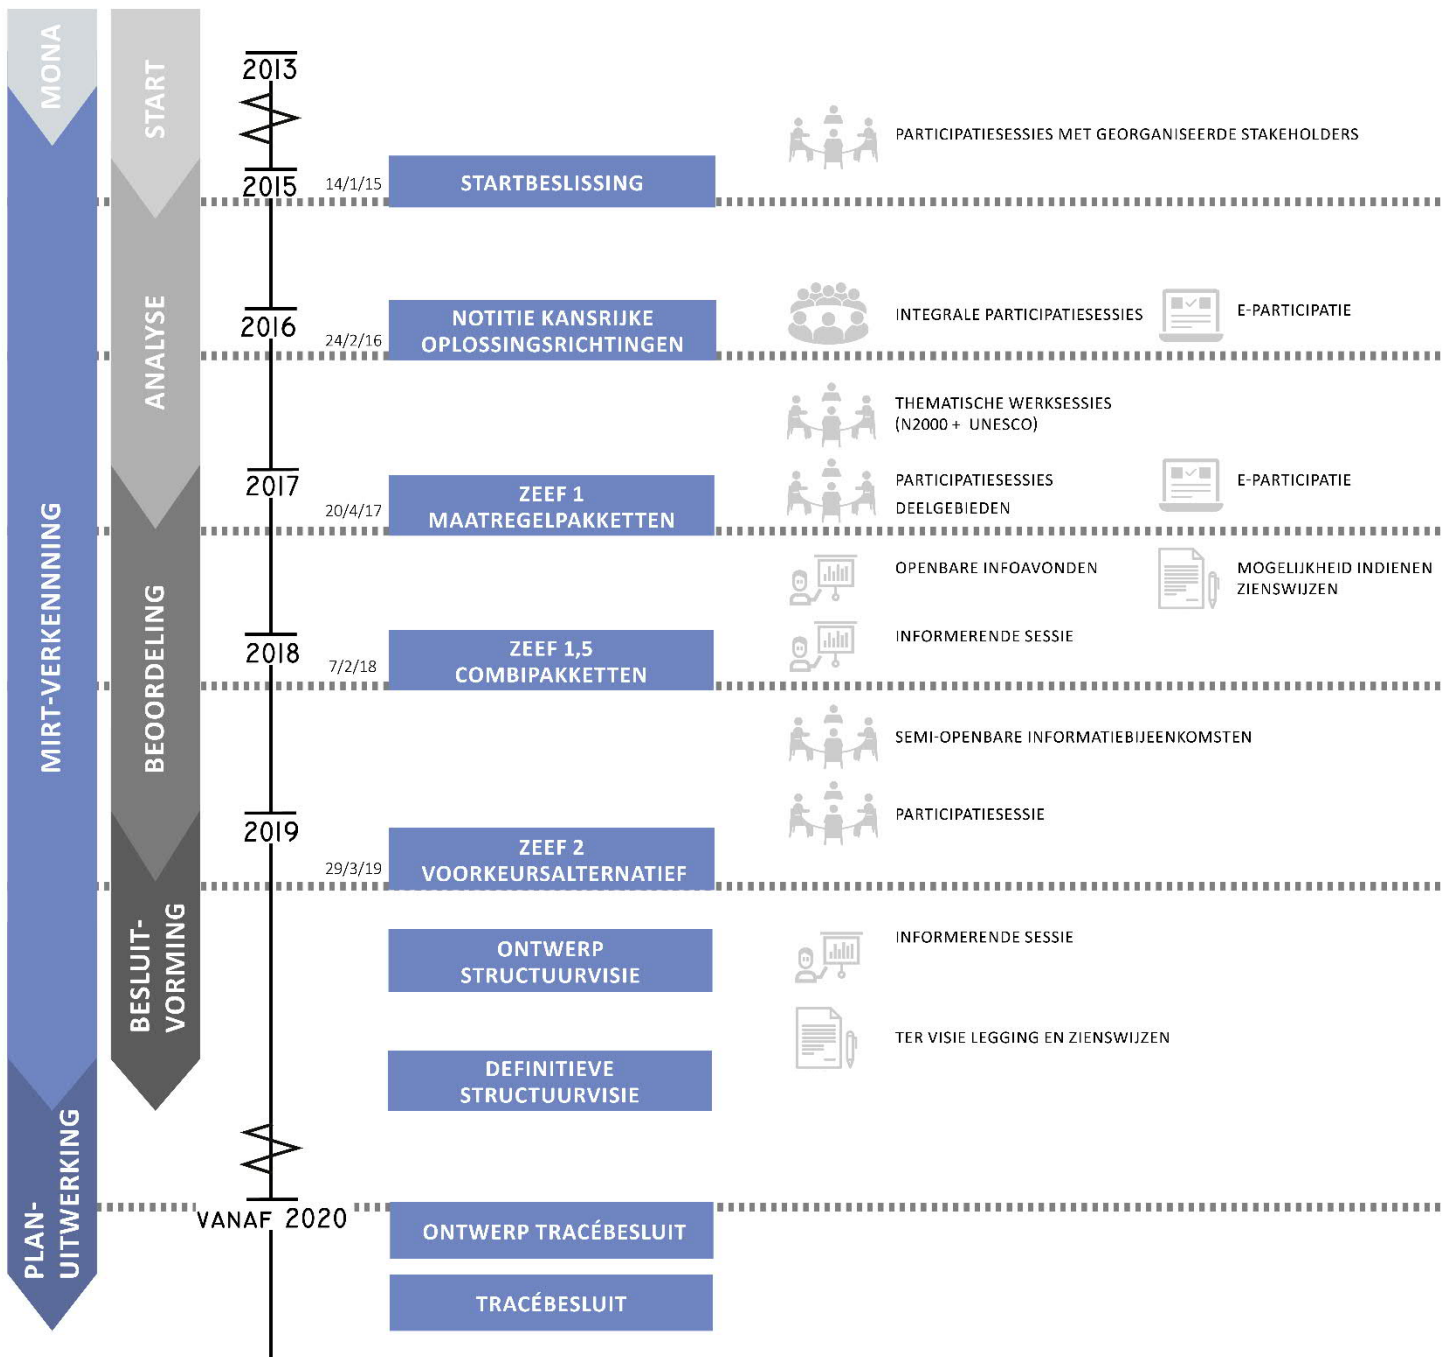 MONA
MIRT-VERKENNING
PLAN-
UITWERKING
START
ANALYSE
BEOORDELING
BESLUIT-
VORMING
2013
2015
14/1/15
STARTBESLISSING
PARTICIPATIESESSIES MET GEORGANISEERDE STAKEHOLDERS
2016
24/2/16
NOTITIE KANSRIJKE
OPLOSSINGSRICHTINGEN
INTEGRALE PARTICIPATIESESSIES
E-PARTICIPATIE
THEMATISCHE WERKSESSIES
(N2000 + UNESCO)
2017
20/4/17
ZEEF 1
MAATREGELPAKKETTEN
PARTICIPATIESESSIES
DEELGEBIEDEN
E-PARTICIPATIE
OPENBARE INFOAVONDEN
MOGELIJKHEID INDIENEN
ZIENSWIJZEN
2018
7/2/18
ZEEF 1,5
COMBIPAKKETTEN
INFORMERENDE SESSIE
SEMI-OPENBARE INFORMATIEBIJEENKOMSTEN
PARTICIPATIESESSIE
2019
29/3/19
ZEEF 2
VOORKEURSALTERNATIEF
ONTWERP
STRUCTUURVISIE
INFORMERENDE SESSIE
TER VISIE LEGGING EN ZIENSWIJZEN
DEFINITIEVE
STRUCTUURVISIE
VANAF 2020
ONTWERP TRACÉBESLUIT
TRACÉBESLUIT